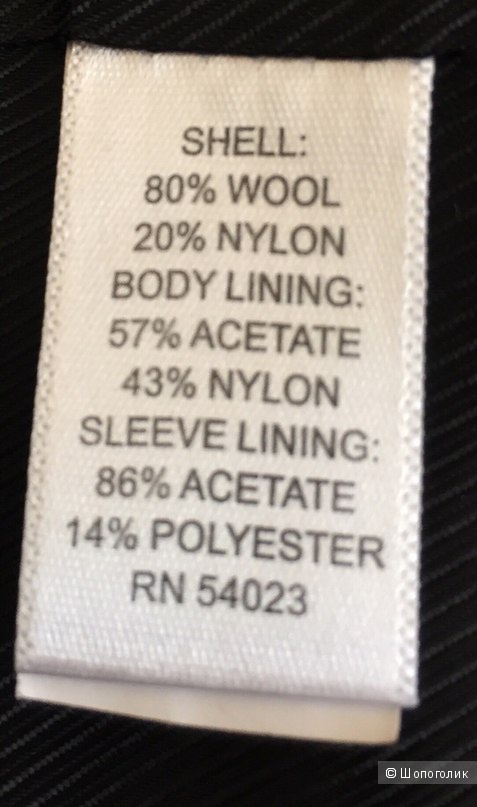 SHELL:
80% WOOL
20% NYLON
BODY LINING:
57% ACETATE
43% NYLON
SLEEVE LINING:
86% ACETATE
14% POLYESTER
RN 54023
© Шопоголик